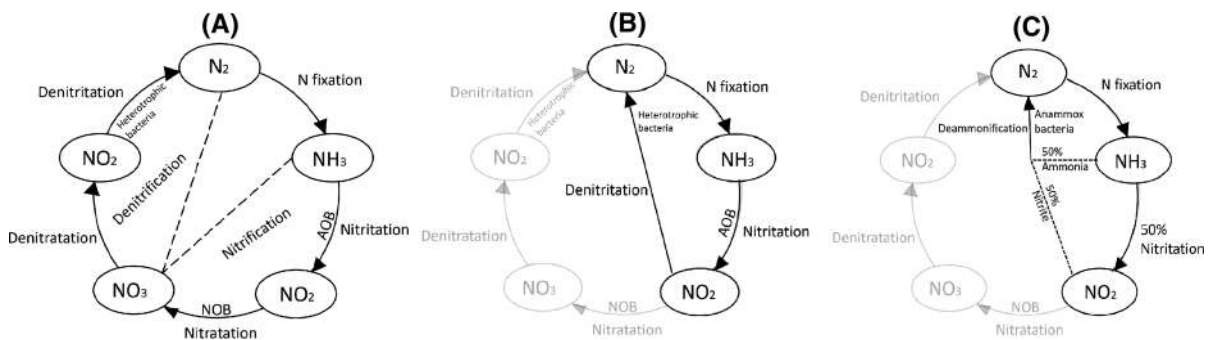 (A)
N2
N fixation
Denitritation
Heterotrophic
bacteria
NO2
NH3
Denitrification
Nitrification
AOB
Nitritation
Denitratation
NO3
NO2
NOB
Nitratation
(B)
N2
N fixation
Denitritation
Heterotrophic
bacteria
Heterotrophic
bacteria
NO2
NH3
Denitritation
AOB
Nitritation
Denitratation
NO3
NO2
NOB
Nitratation
(C)
N2
N fixation
Denitritation
Anammox
bacteria
Deammonification
50%
Ammonia
NO2
NH3
50%
Nitrite
50%
Nitritation
Denitratation
NO3
NO2
NOB
Nitratation